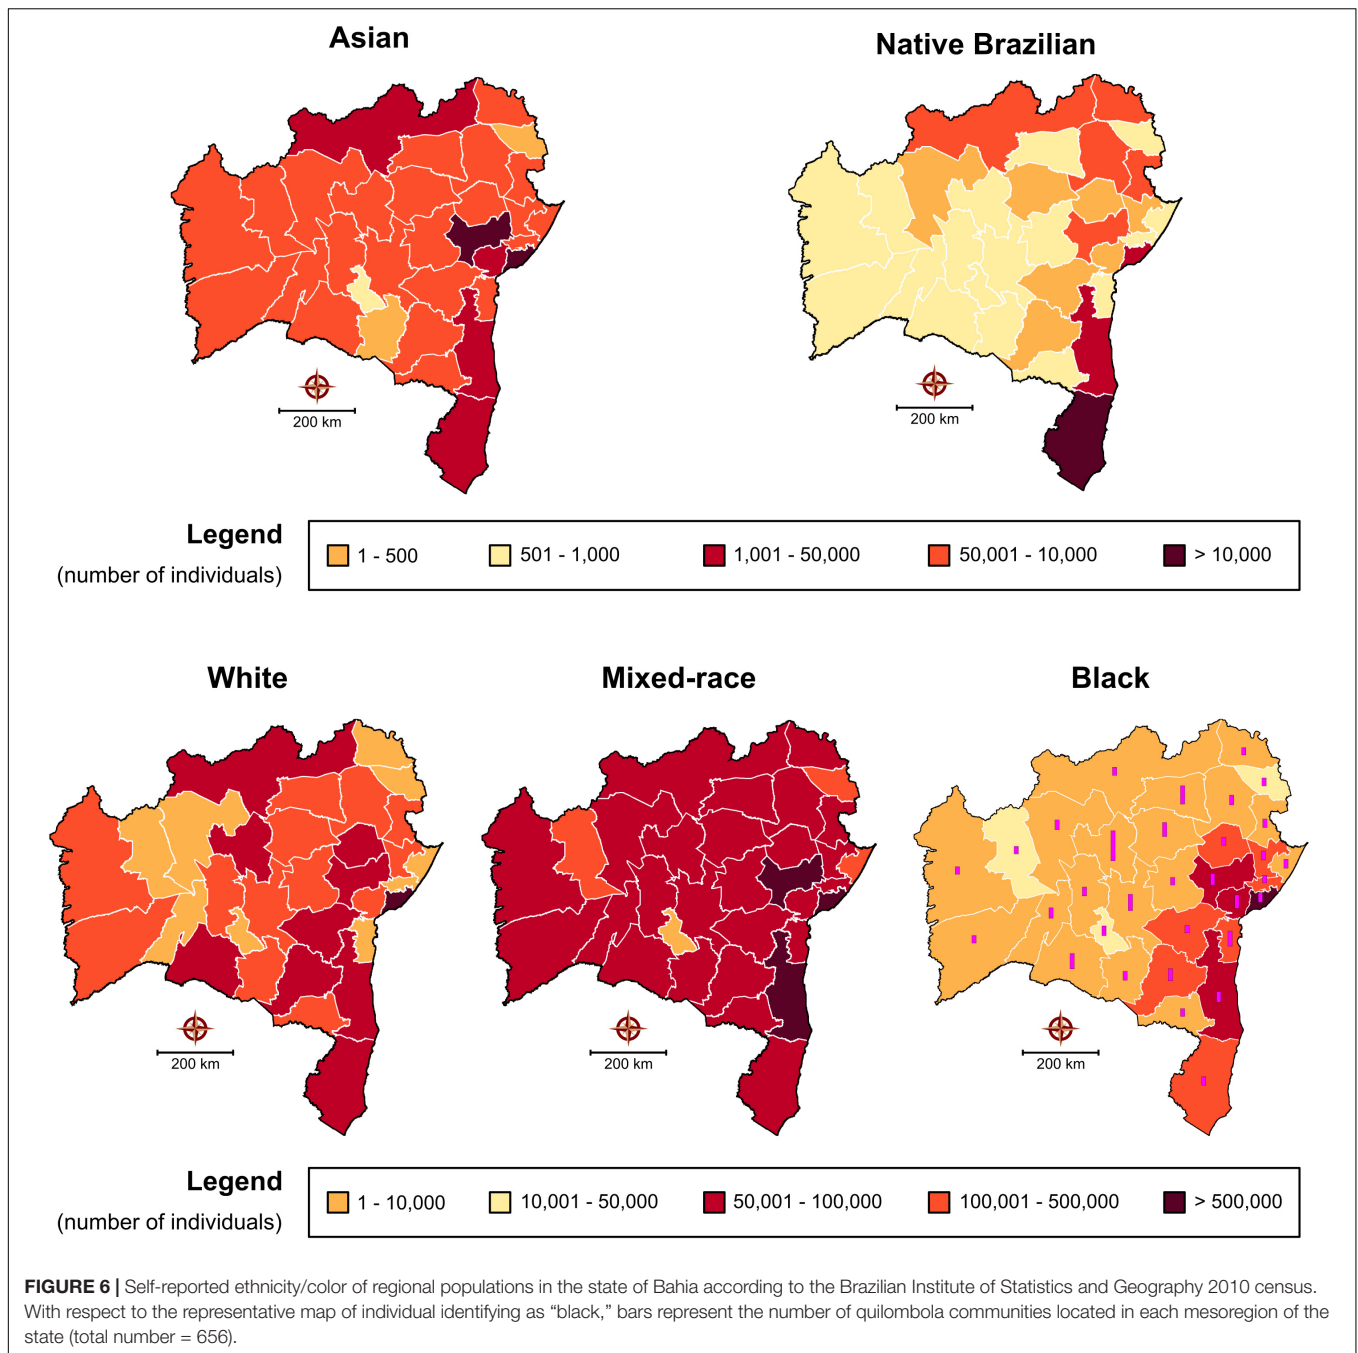 Asian
Native Brazilian
200 km
200 km
Legend
(number of individuals)
1 - 500
501 - 1,000
1,001 - 50,000
50,001 - 10,000
> 10,000
White
Mixed-race
Black
200 km
200 km
200 km
Legend
(number of individuals)
1 - 10,000
10,001 - 50,000
50,001 - 100,000
100,001 - 500,000
> 500,000
FIGURE 6 | Self-reported ethnicity/color of regional populations in the state of Bahia according to the Brazilian Institute of Statistics and Geography 2010 census.
With respect to the representative map of individual identifying as “black,” bars represent the number of quilombola communities located in each mesoregion of the
state (total number = 656).